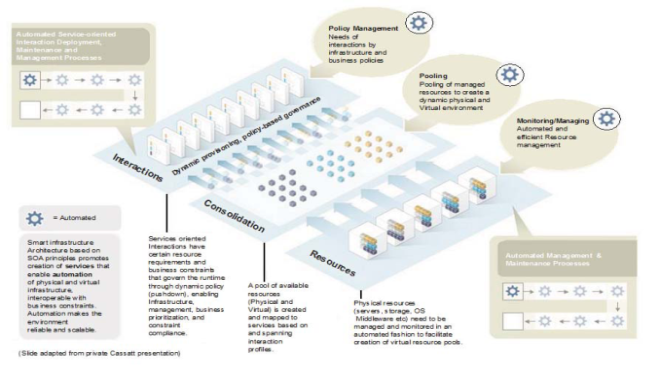 Automated Service-oriented
Interaction Deployment,
Maintenance and
Management Processes
Policy Management
Needs of
interactions by
infrastructure and
business policies
Pooling
Pooling of managed
resources to create a
dynamic physical and
Virtual environment
Monitoring/Managing
Automated and
efficient Resource
management
Dynamic provisioning, policy-based governance
Interactions
Consolidation
Resources
= Automated
Smart infrastructure
Architecture based on
SOA principles promotes
creation of services that
enable automation
of physical and virtual
infrastructure,
interoperable with
business constraints.
Automation makes the
environment
reliable and scalable.
Services oriented
Interactions have
certain resource
requirements and
business constraints
that govern the runtime
through dynamic policy
(pushdown), enabling
infrastructure,
management, business
prioritization, and
constraint
compliance.
A pool of available
resources
(Physical and
Virtual) is created
and mapped to
services based on
and spanning
interaction
profiles.
Physical resources
(servers, storage, OS
Middleware etc) need to be
managed and monitored in an
automated fashion to facilitate
creation of virtual resource pools.
Automated Management &
Maintenance Processes
(Slide adapted from private Cassatt presentation)